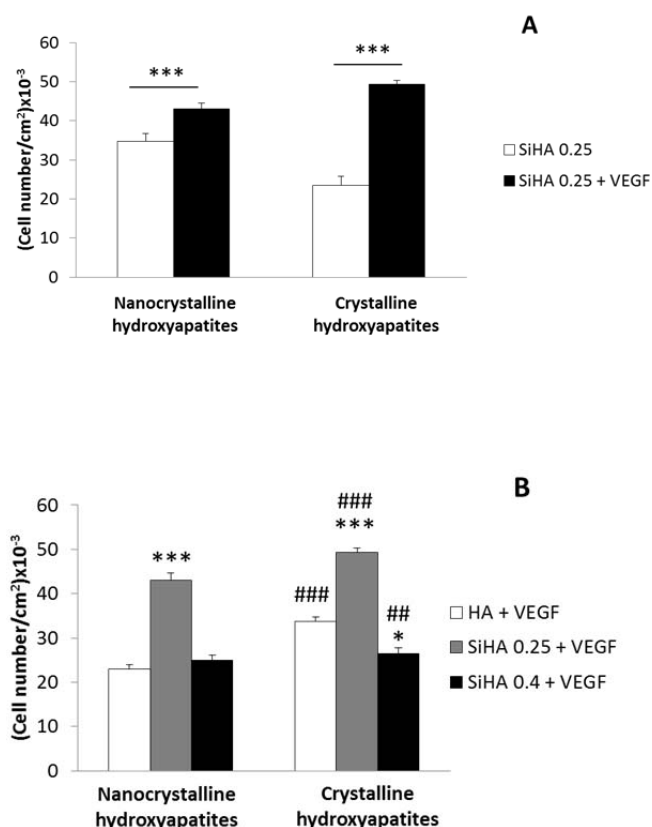 A
(Cell number/cm²)x10⁻³
60
50
40
30
20
10
0
***
***
SiHA 0.25
SiHA 0.25 + VEGF
Nanocrystalline
hydroxyapatites
Crystalline
hydroxyapatites
B
(Cell number/cm²)x10⁻³
60
50
40
30
20
10
0
***
###
###
***
##
*
HA + VEGF
SiHA 0.25 + VEGF
SiHA 0.4 + VEGF
Nanocrystalline
hydroxyapatites
Crystalline
hydroxyapatites